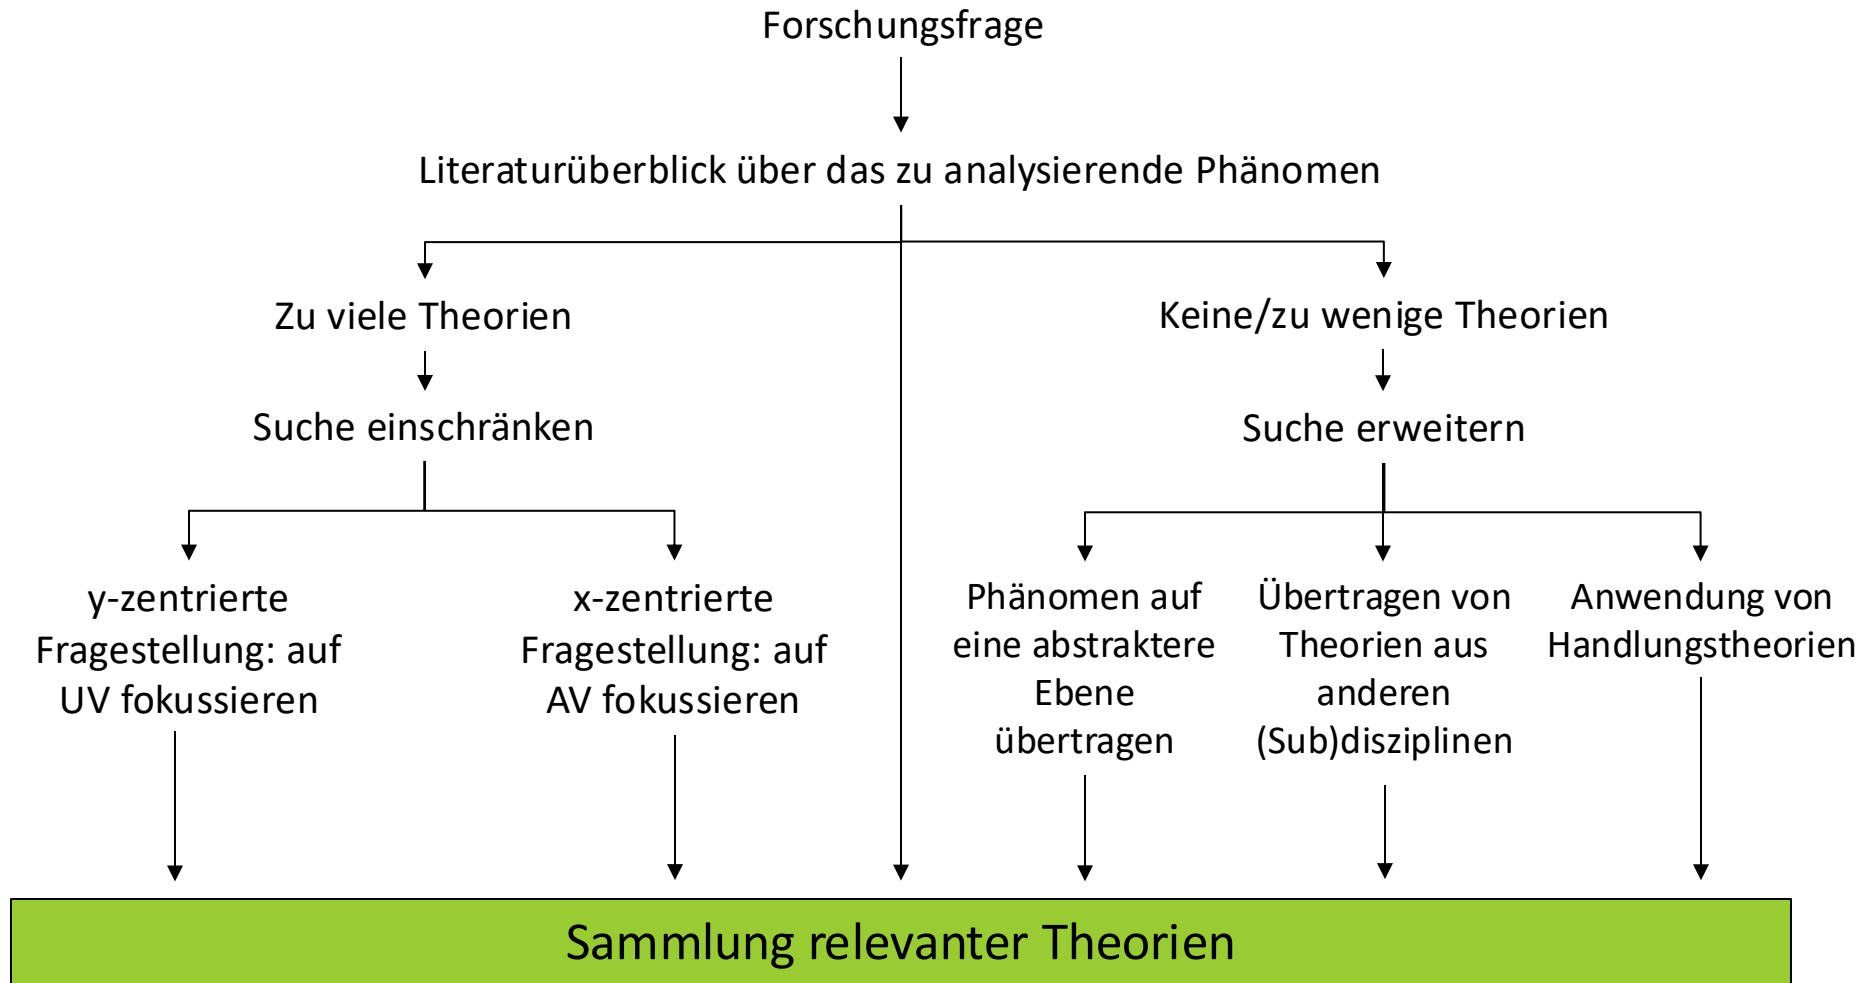 Forschungsfrage
Literaturüberblick über das zu analysierende Phänomen
Zu viele Theorien
Keine/zu wenige Theorien
Suche einschränken
Suche erweitern
y-zentrierte
Fragestellung: auf
UV fokussieren
x-zentrierte
Fragestellung: auf
AV fokussieren
Phänomen auf
eine abstraktere
Ebene
übertragen
Übertragen von
Theorien aus
anderen
(Sub)disziplinen
Anwendung von
Handlungstheorien
Sammlung relevanter Theorien